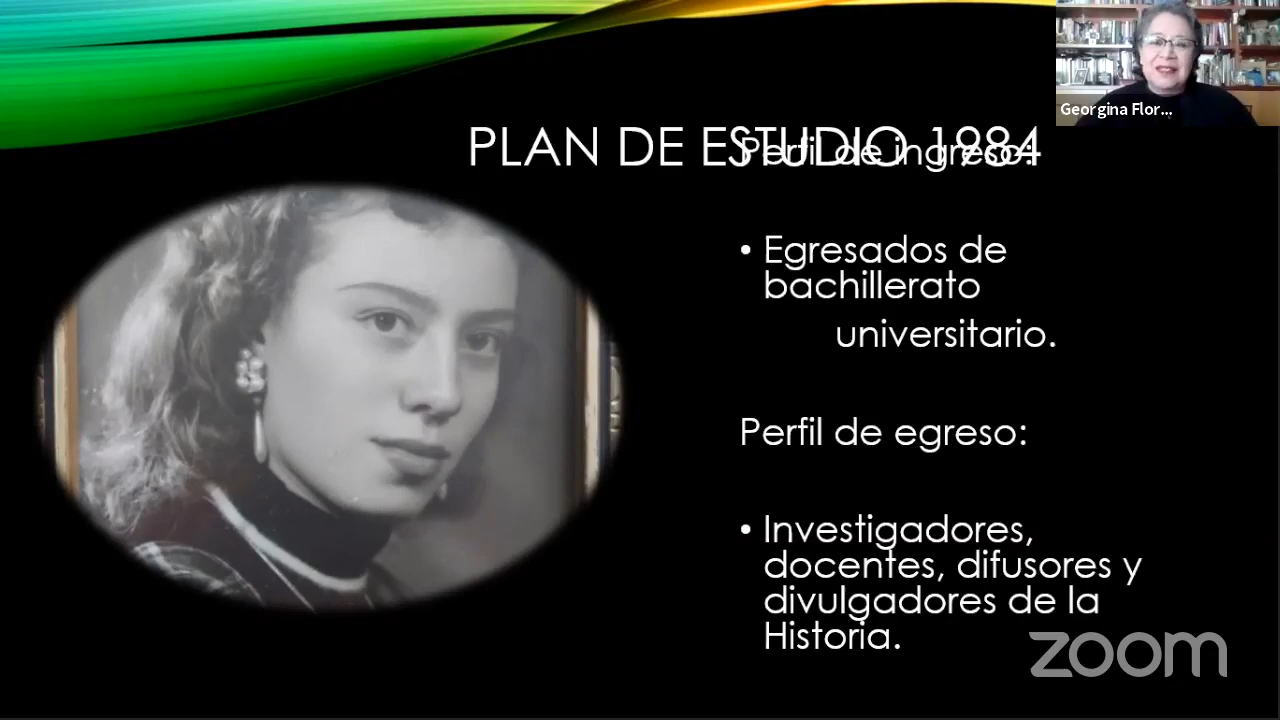 Georgina Flor...
PLAN DE ESTUDIO 1984
Perfil de ingreso:
• Egresados de
bachillerato
universitario.
Perfil de egreso:
• Investigadores,
docentes, difusores y
divulgadores de la
Historia.
zoom